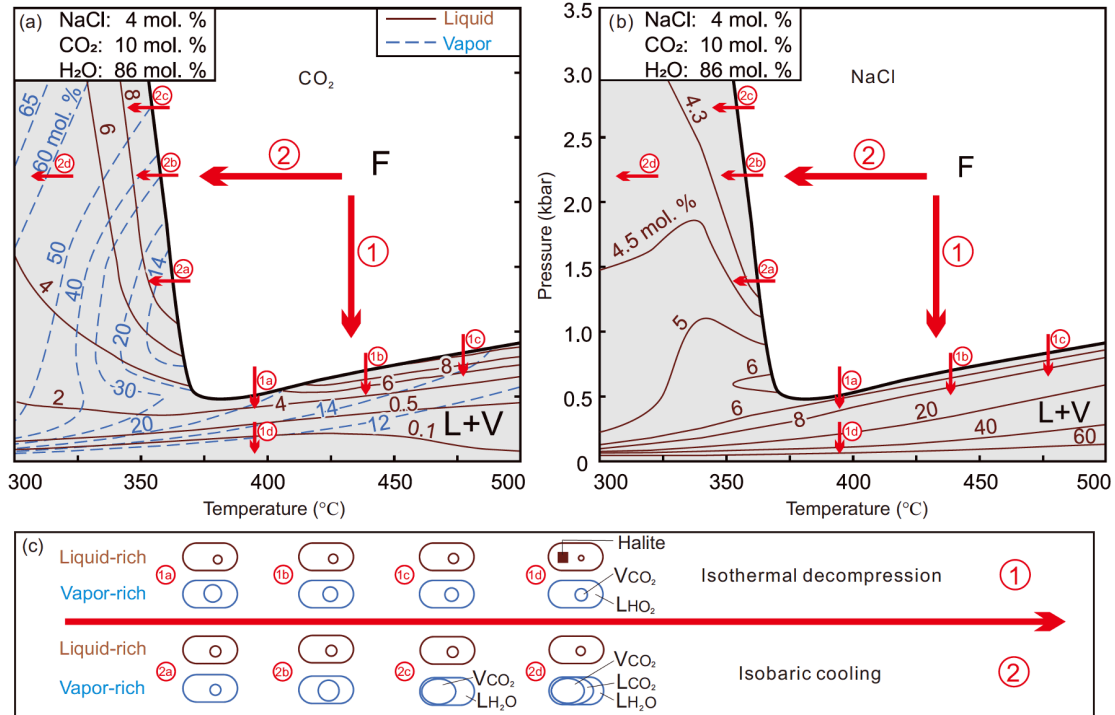 (a)
NaCl: 4 mol. %
CO₂: 10 mol. %
H₂O: 86 mol. %
Liquid
Vapor
CO₂
65
60 mol. %
50
40
20
30
14
8
6
4
2
20
4
6
8
14
12
0.5
0.1
2c
2b
2d
2a
2
F
1
1a
1b
1c
1d
L+V
300
350
400
450
500
Temperature (°C)
(b)
NaCl: 4 mol. %
CO₂: 10 mol. %
H₂O: 86 mol. %
NaCl
3.5
3.0
2.5
2.0
1.5
1.0
0.5
0
Pressure (kbar)
4.3
4.5 mol. %
5
6
6
8
20
40
60
2c
2b
2d
2a
2
F
1
1a
1b
1c
1d
L+V
300
350
400
450
500
Temperature (°C)
(c)
Liquid-rich
Vapor-rich
1a
1b
1c
1d
Halite
VCO₂
LHO₂
Isothermal decompression
1
Liquid-rich
Vapor-rich
2a
2b
2c
2d
VCO₂
LH₂O
VCO₂
LCO₂
LH₂O
Isobaric cooling
2